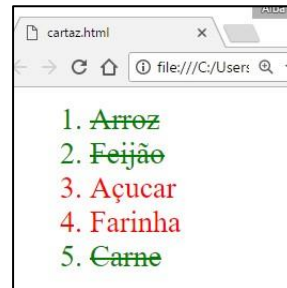 cartaz.html
file:///C:/Users
1. Arroz
2. Feijão
3. Açucar
4. Farinha
5. Carne